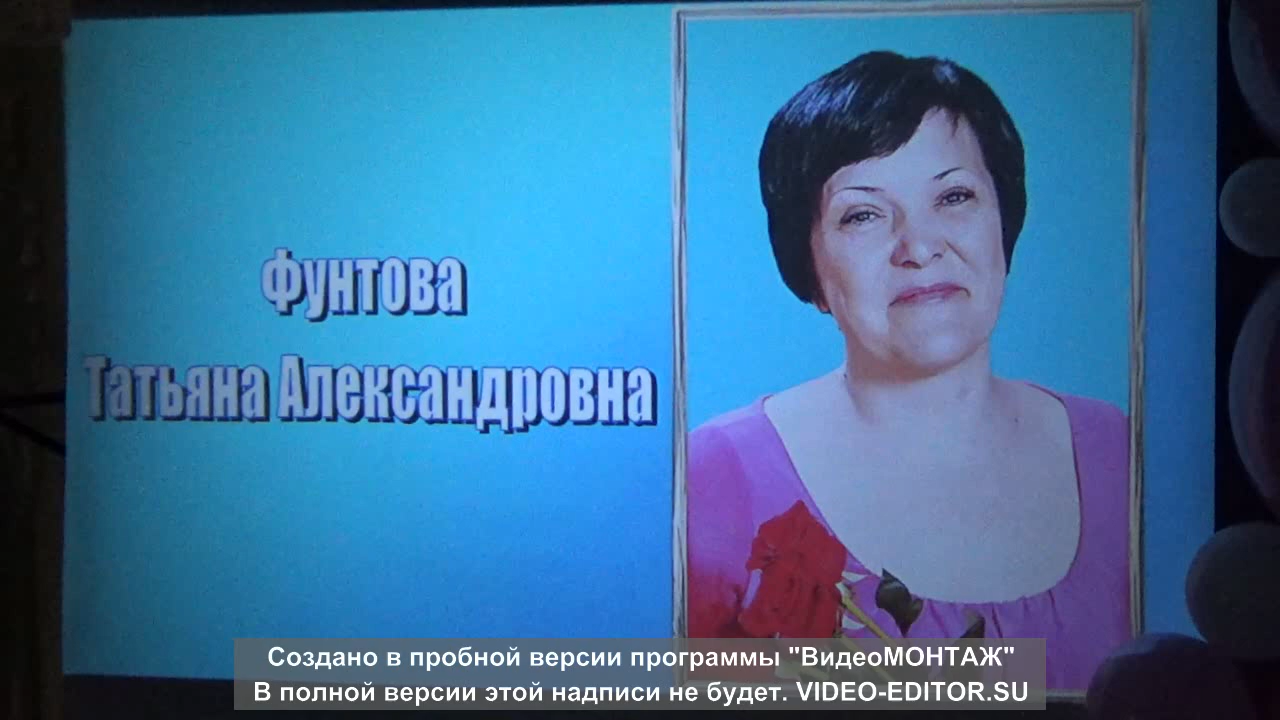 Фунтова
Татьяна Александровна
Создано в пробной версии программы "ВидеоМОНТАЖ"
В полной версии этой надписи не будет. VIDEO-EDITOR.SU